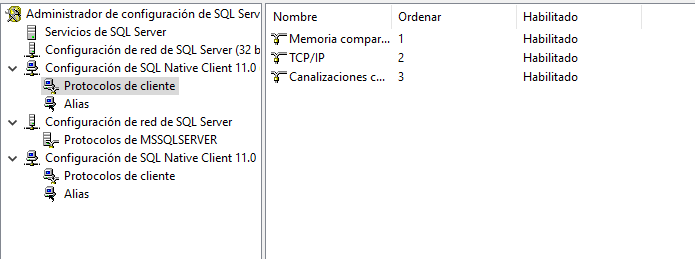 Administrador de configuración de SQL Serv
Servicios de SQL Server
Configuración de red de SQL Server (32 b
Configuración de SQL Native Client 11.0
Protocolos de cliente
Alias
Configuración de red de SQL Server
Protocolos de MSSQLSERVER
Configuración de SQL Native Client 11.0
Protocolos de cliente
Alias
Nombre Ordenar Habilitado
Memoria compar... 1 Habilitado
TCP/IP 2 Habilitado
Canalizaciones c... 3 Habilitado